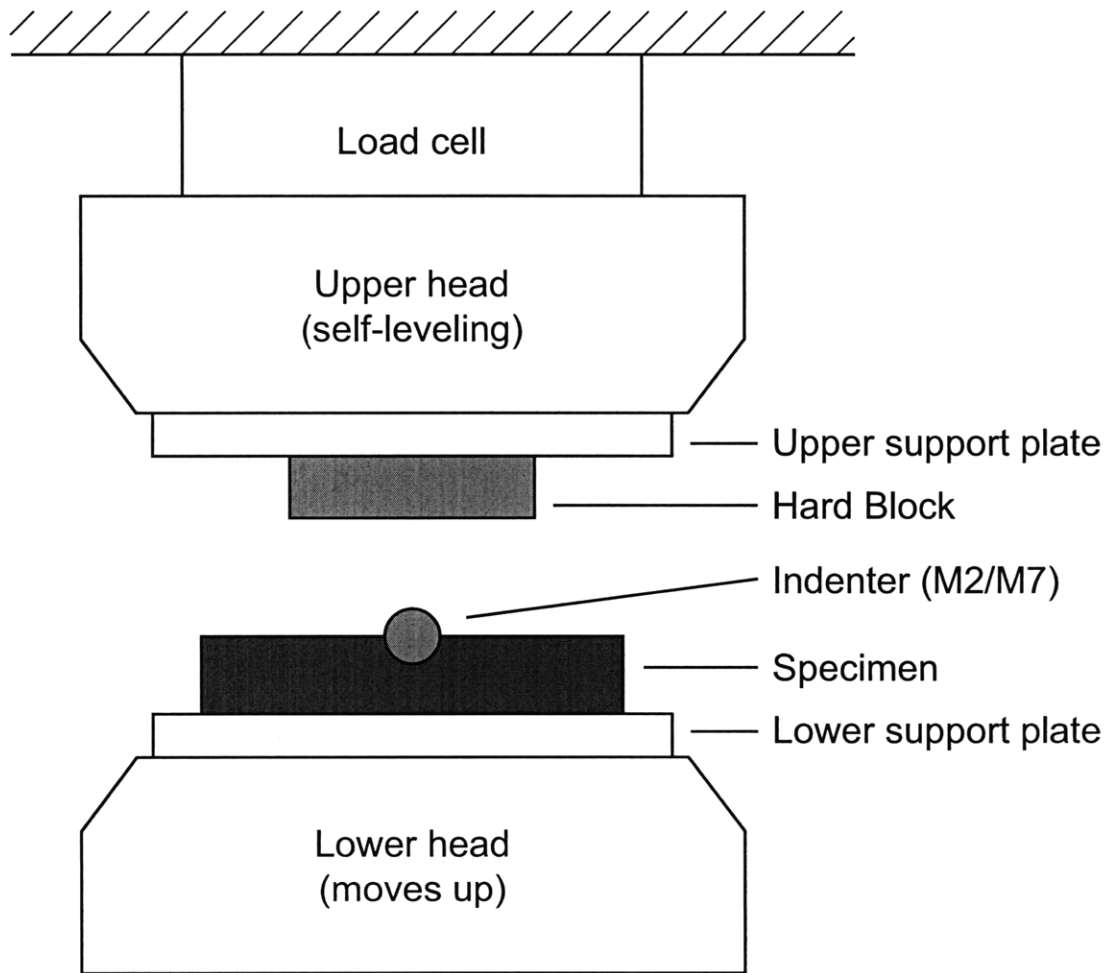 Load cell
Upper head
(self-leveling)
Upper support plate
Hard Block
Indenter (M2/M7)
Specimen
Lower support plate
Lower head
(moves up)